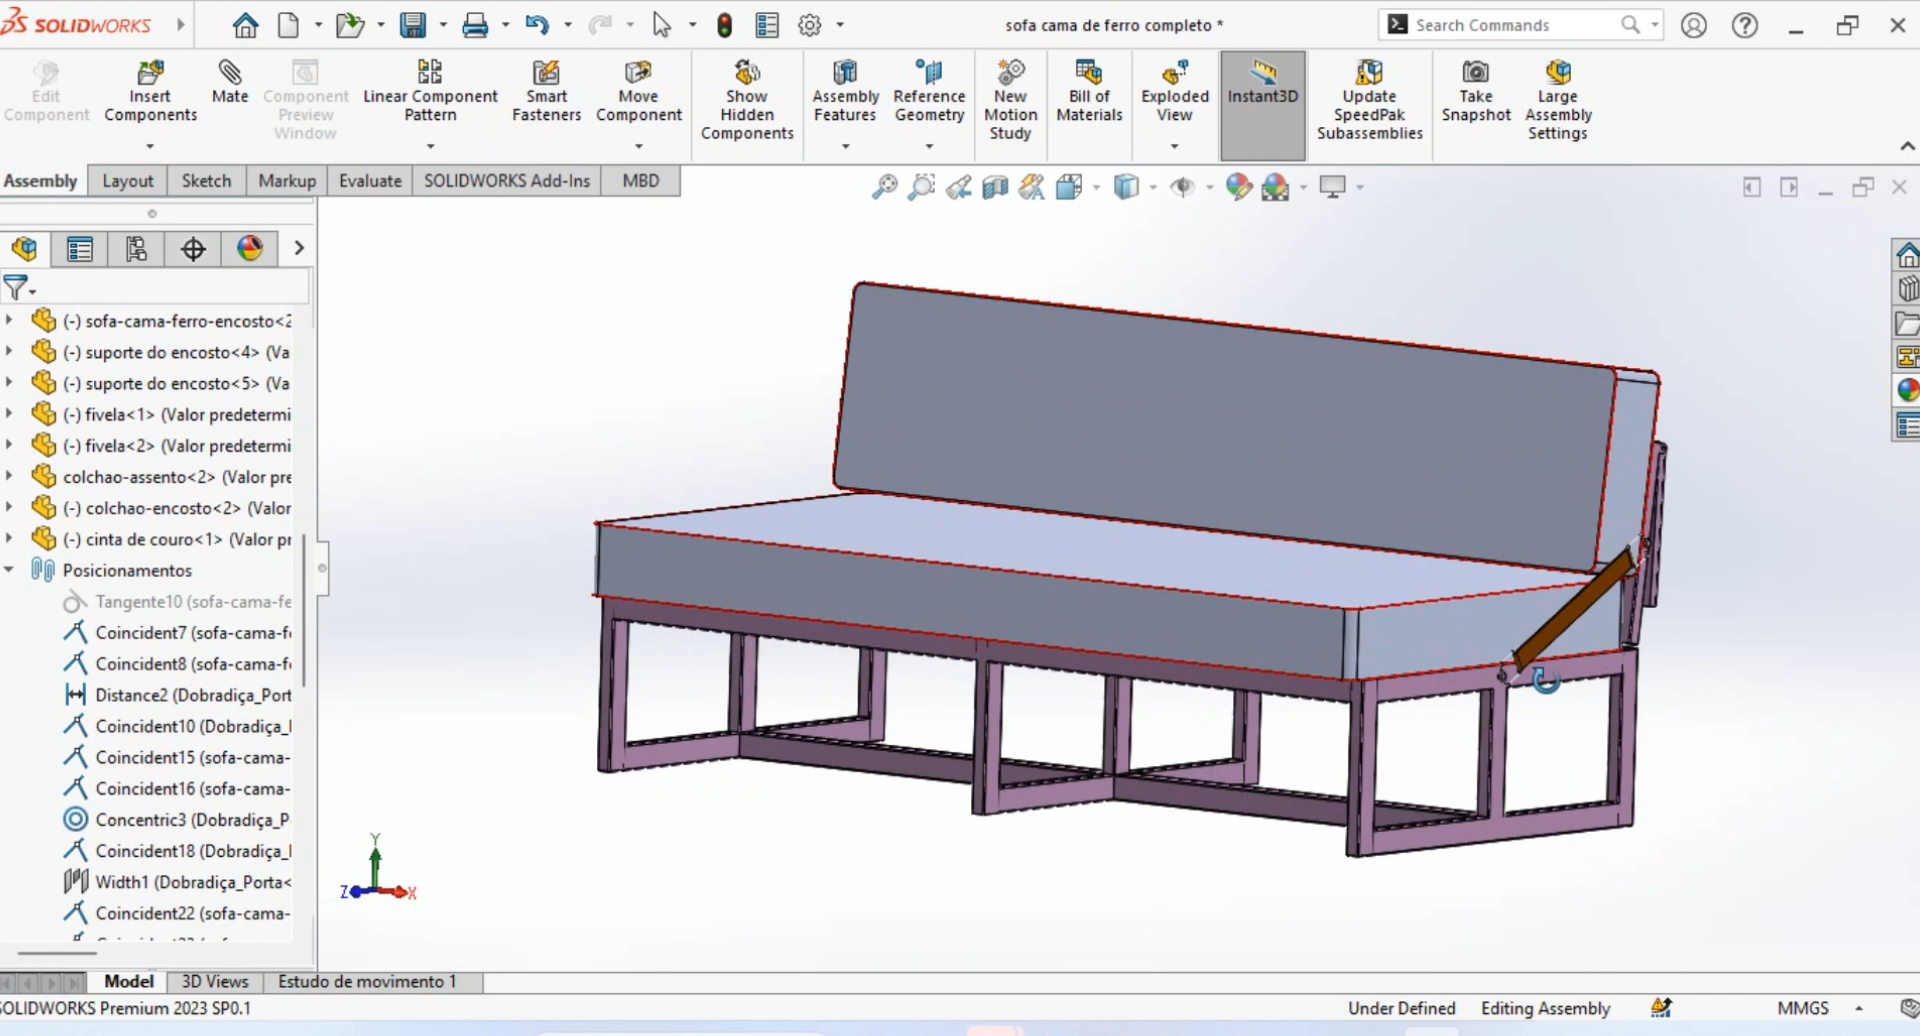 SOLIDWORKS
sofa cama de ferro completo *
Search Commands
Edit Component
Insert Components
Mate
Component Preview Window
Linear Component Pattern
Smart Fasteners
Move Component
Show Hidden Components
Assembly Features
Reference Geometry
New Motion Study
Bill of Materials
Exploded View
Instant3D
Update SpeedPak Subassemblies
Take Snapshot
Large Assembly Settings
Assembly
Layout
Sketch
Markup
Evaluate
SOLIDWORKS Add-Ins
MBD
(-) sofa-cama-ferro-encosto<2
(-) suporte do encosto<4> (Va
(-) suporte do encosto<5> (Va
(-) fivela<1> (Valor predetermi
(-) fivela<2> (Valor predetermi
colchao-assento<2> (Valor pre
(-) colchao-encosto<2> (Valor
(-) cinta de couro<1> (Valor pr
Posicionamentos
Tangente10 (sofa-cama-fe
Coincident7 (sofa-cama-f
Coincident8 (sofa-cama-f
Distance2 (Dobradiça_Port
Coincident10 (Dobradiça_
Coincident15 (sofa-cama-
Coincident16 (sofa-cama-
Concentric3 (Dobradiça_P
Coincident18 (Dobradiça_
Width1 (Dobradiça_Porta<
Coincident22 (sofa-cama-
Y
Z
X
Model
3D Views
Estudo de movimento 1
SOLIDWORKS Premium 2023 SP0.1
Under Defined
Editing Assembly
MMGS